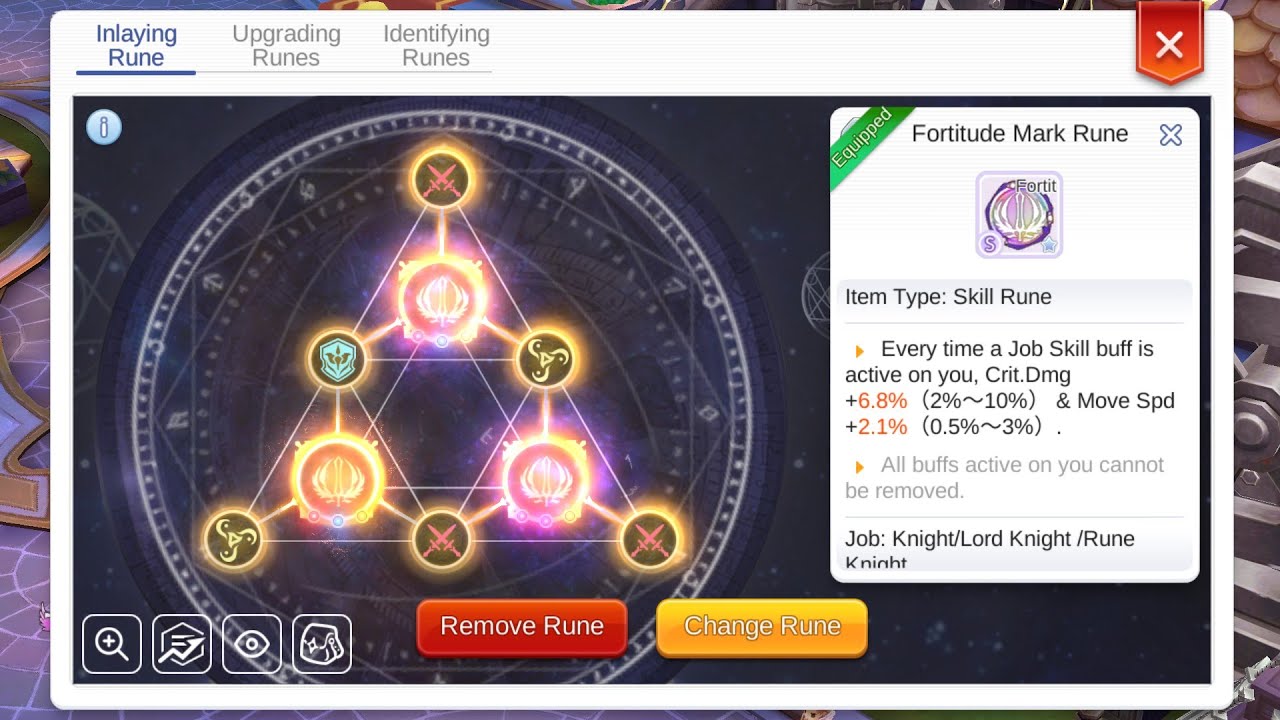 Inlaying
Rune
Upgrading
Runes
Identifying
Runes
Equipped
Fortitude Mark Rune
Fortit
S
Item Type: Skill Rune
Every time a Job Skill buff is
active on you, Crit.Dmg
+6.8%（2%～10%） & Move Spd
+2.1%（0.5%～3%）.
All buffs active on you cannot
be removed.
Job: Knight/Lord Knight /Rune
Knight
Remove Rune
Change Rune